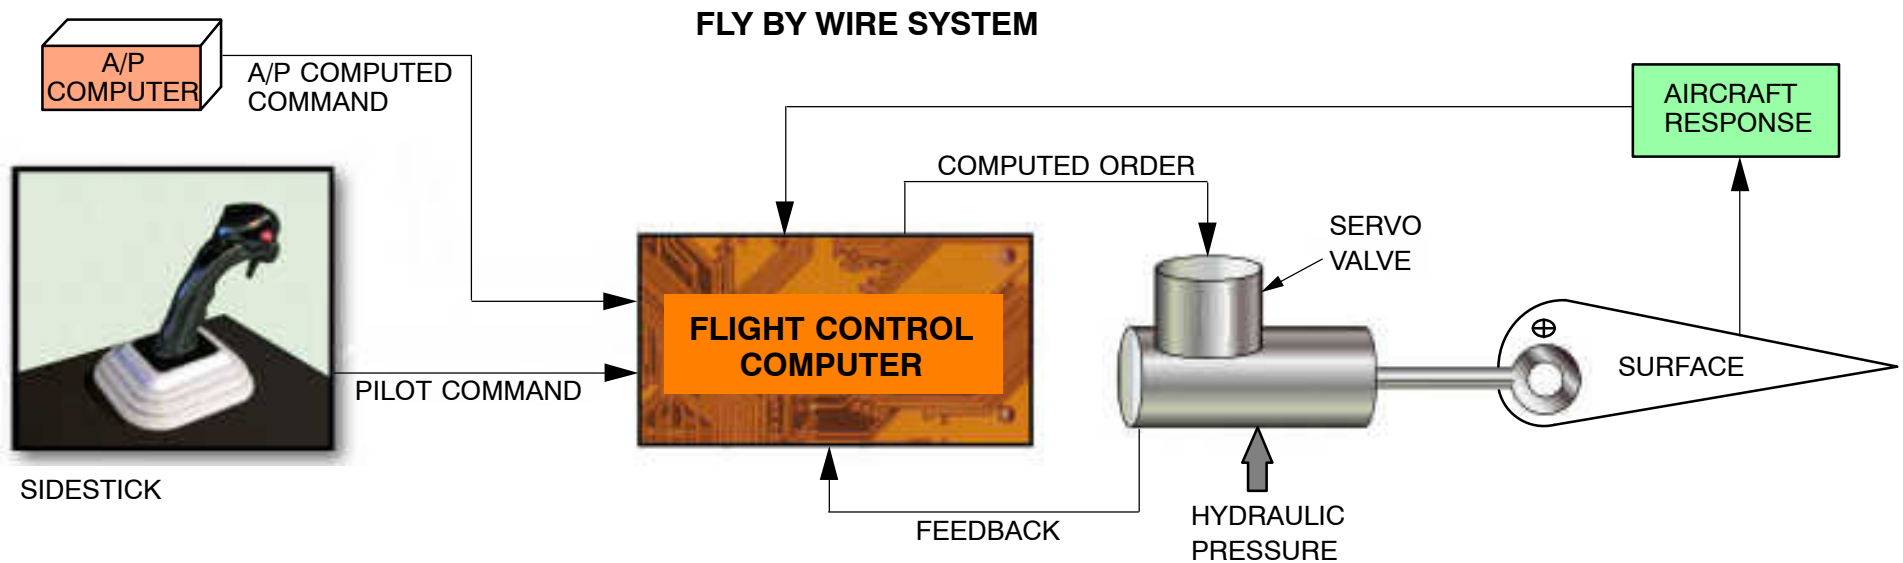 FLY BY WIRE SYSTEM
A/P
COMPUTER
A/P COMPUTED
COMMAND
AIRCRAFT
RESPONSE
COMPUTED ORDER
SERVO
VALVE
FLIGHT CONTROL
COMPUTER
SURFACE
PILOT COMMAND
SIDESTICK
FEEDBACK
HYDRAULIC
PRESSURE